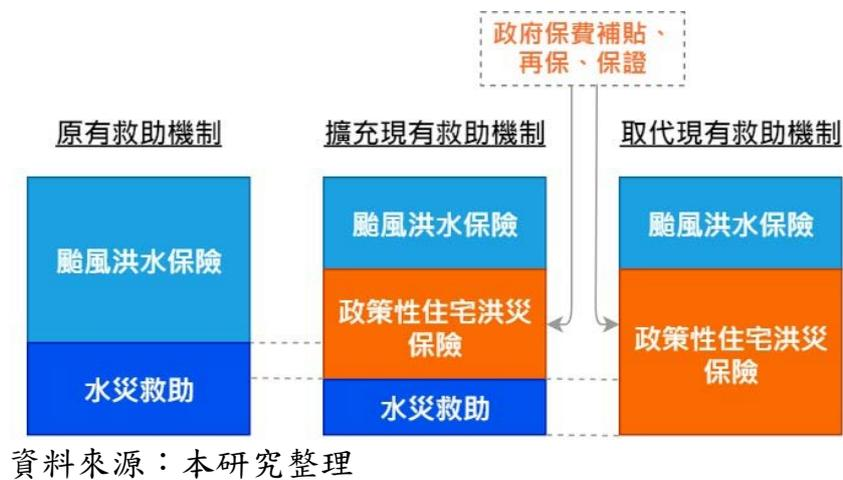 政府保費補貼、
再保、保證
原有救助機制
擴充現有救助機制
取代現有救助機制
颱風洪水保險
水災救助
颱風洪水保險
政策性住宅洪災
保險
水災救助
颱風洪水保險
政策性住宅洪災
保險
資料來源：本研究整理